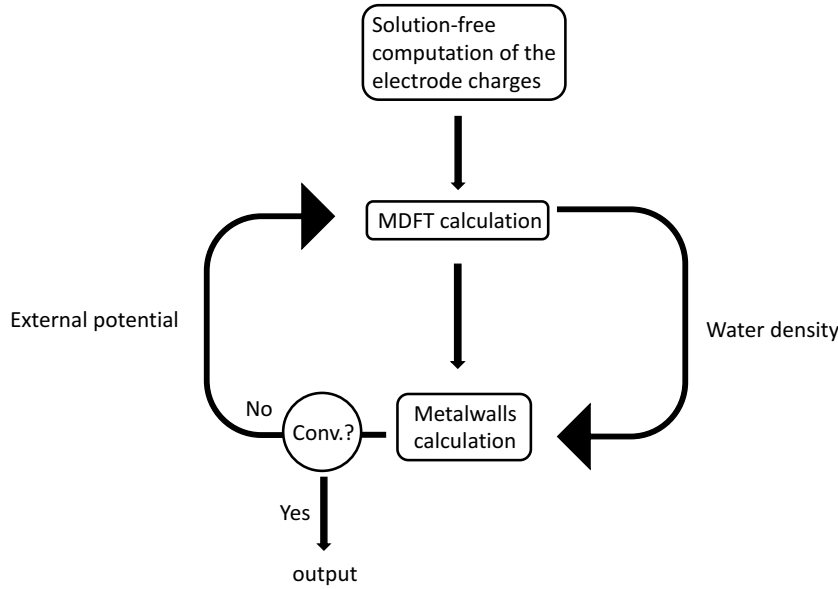 Solution-free
computation of the
electrode charges
MDFT calculation
External potential
Water density
No
Conv.?
Metalwalls
calculation
Yes
output